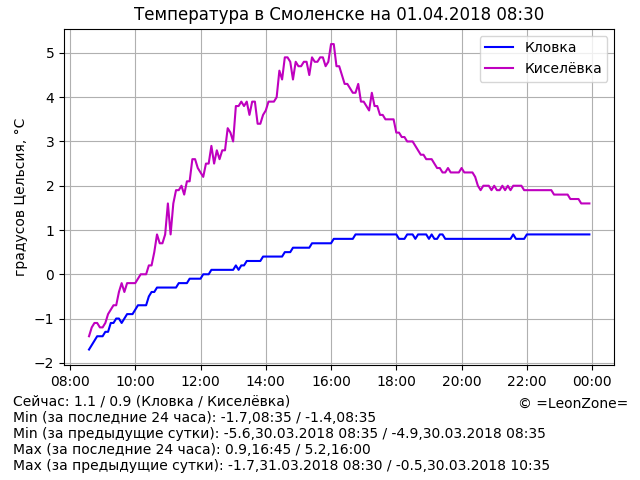 Температура в Смоленске на 01.04.2018 08:30
градусов Цельсия, °C
5
4
3
2
1
0
−1
−2
Кловка
Киселёвка
08:00 10:00 12:00 14:00 16:00 18:00 20:00 22:00 00:00
Сейчас: 1.1 / 0.9 (Кловка / Киселёвка)
© =LeonZone=
Min (за последние 24 часа): -1.7,08:35 / -1.4,08:35
Min (за предыдущие сутки): -5.6,30.03.2018 08:35 / -4.9,30.03.2018 08:35
Max (за последние 24 часа): 0.9,16:45 / 5.2,16:00
Max (за предыдущие сутки): -1.7,31.03.2018 08:30 / -0.5,30.03.2018 10:35